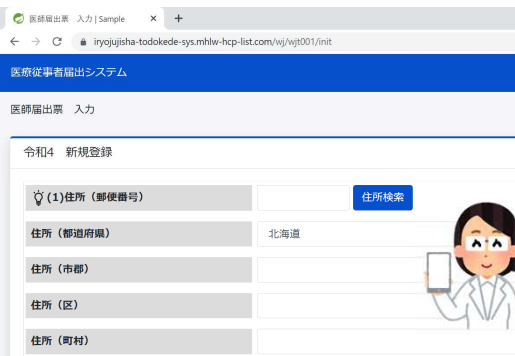 医師届出票 入力 | Sample
iryojujisha-todokede-sys.mhlw-hcp-list.com/wj/wjt001/init
医療従事者届出システム
医師届出票 入力
令和4 新規登録
(1)住所（郵便番号）
住所検索
住所（都道府県）
北海道
住所（市郡）
住所（区）
住所（町村）